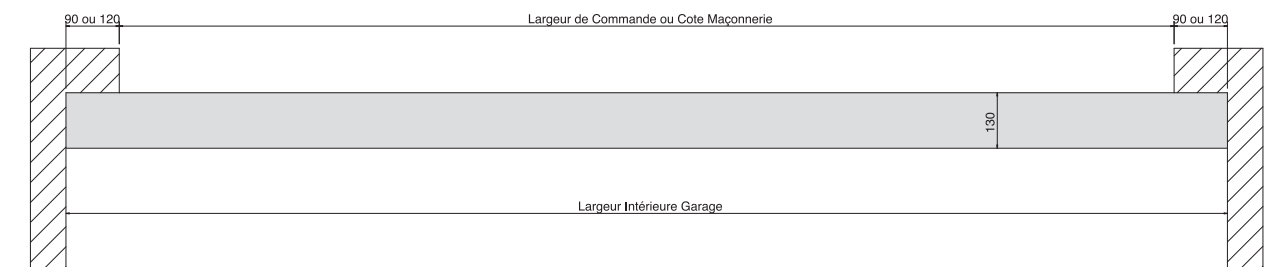 90 ou 120 Largeur de Commande ou Cote Maçonnerie 90 ou 120
130
Largeur Intérieure Garage